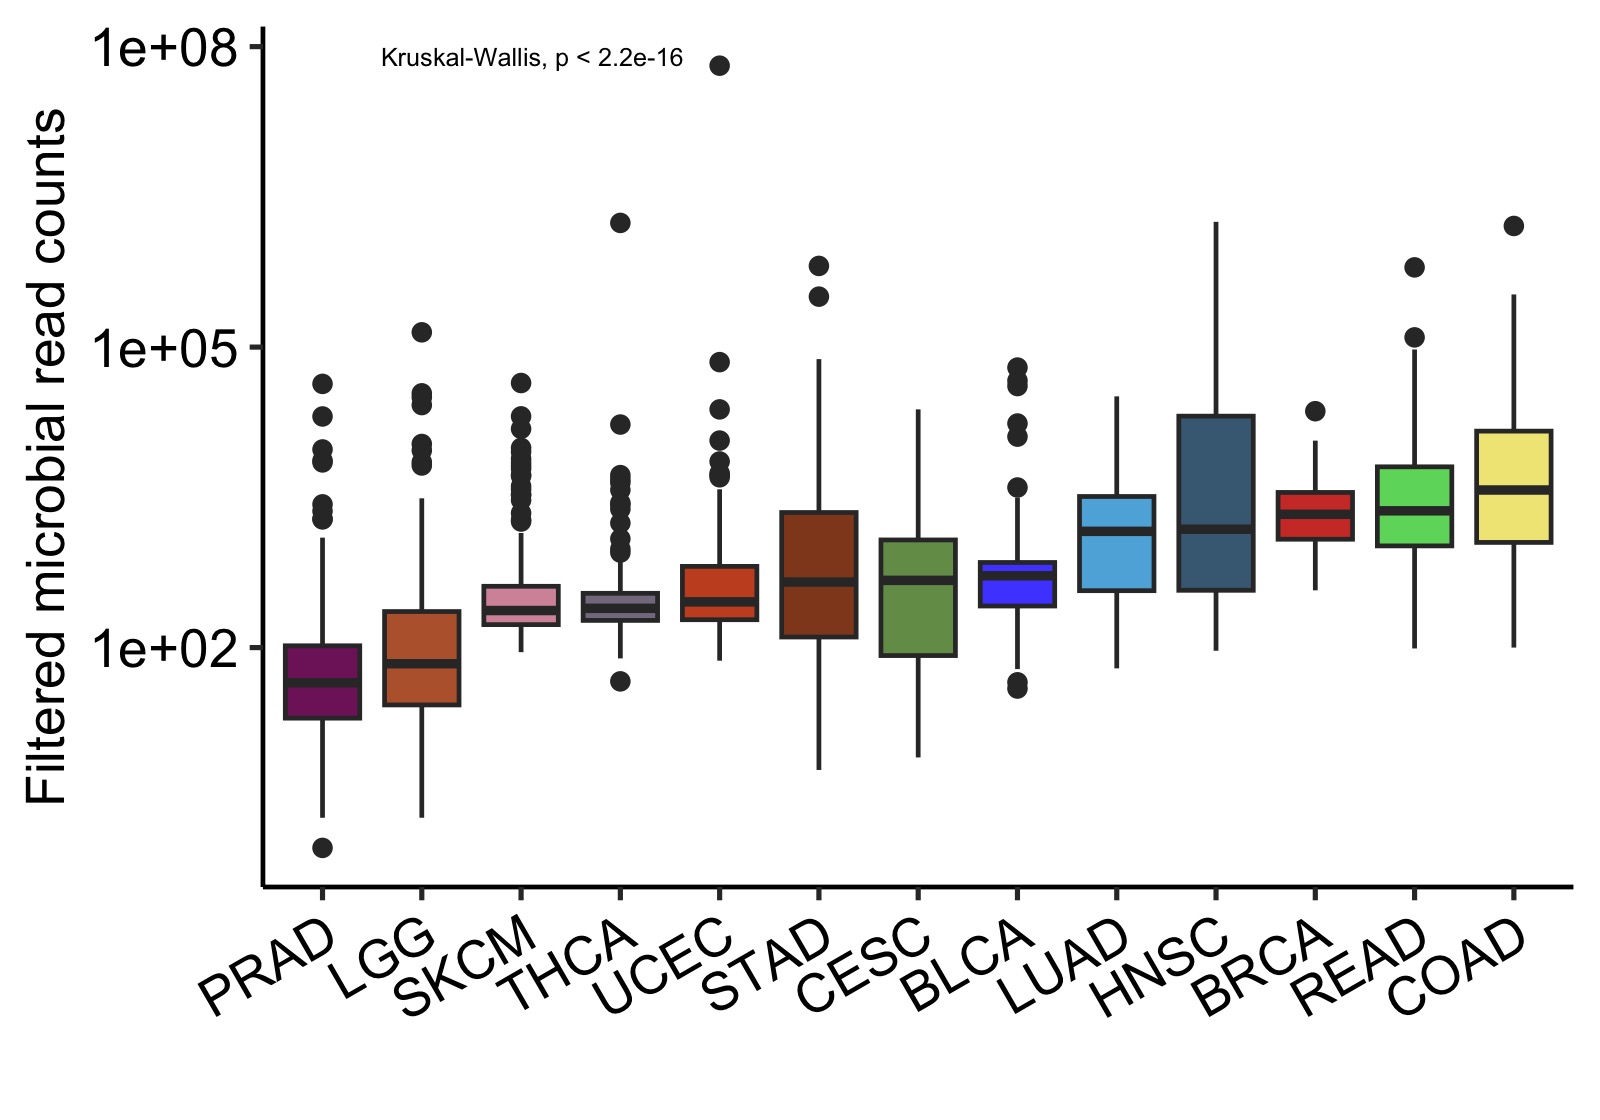 1e+08
Kruskal-Wallis, p < 2.2e-16
1e+05
1e+02
Filtered microbial read counts
PRAD
LGG
SKCM
THCA
UCEC
STAD
CESC
BLCA
LUAD
HNSC
BRCA
READ
COAD